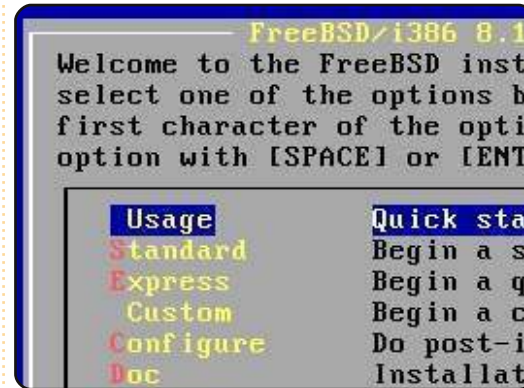 FreeBSD/i386 8.1
Welcome to the FreeBSD inst
select one of the options b
first character of the opti
option with [SPACE] or [ENT
Usage Quick sta
Standard Begin a s
Express Begin a q
Custom Begin a c
Configure Do post-i
Doc Installat